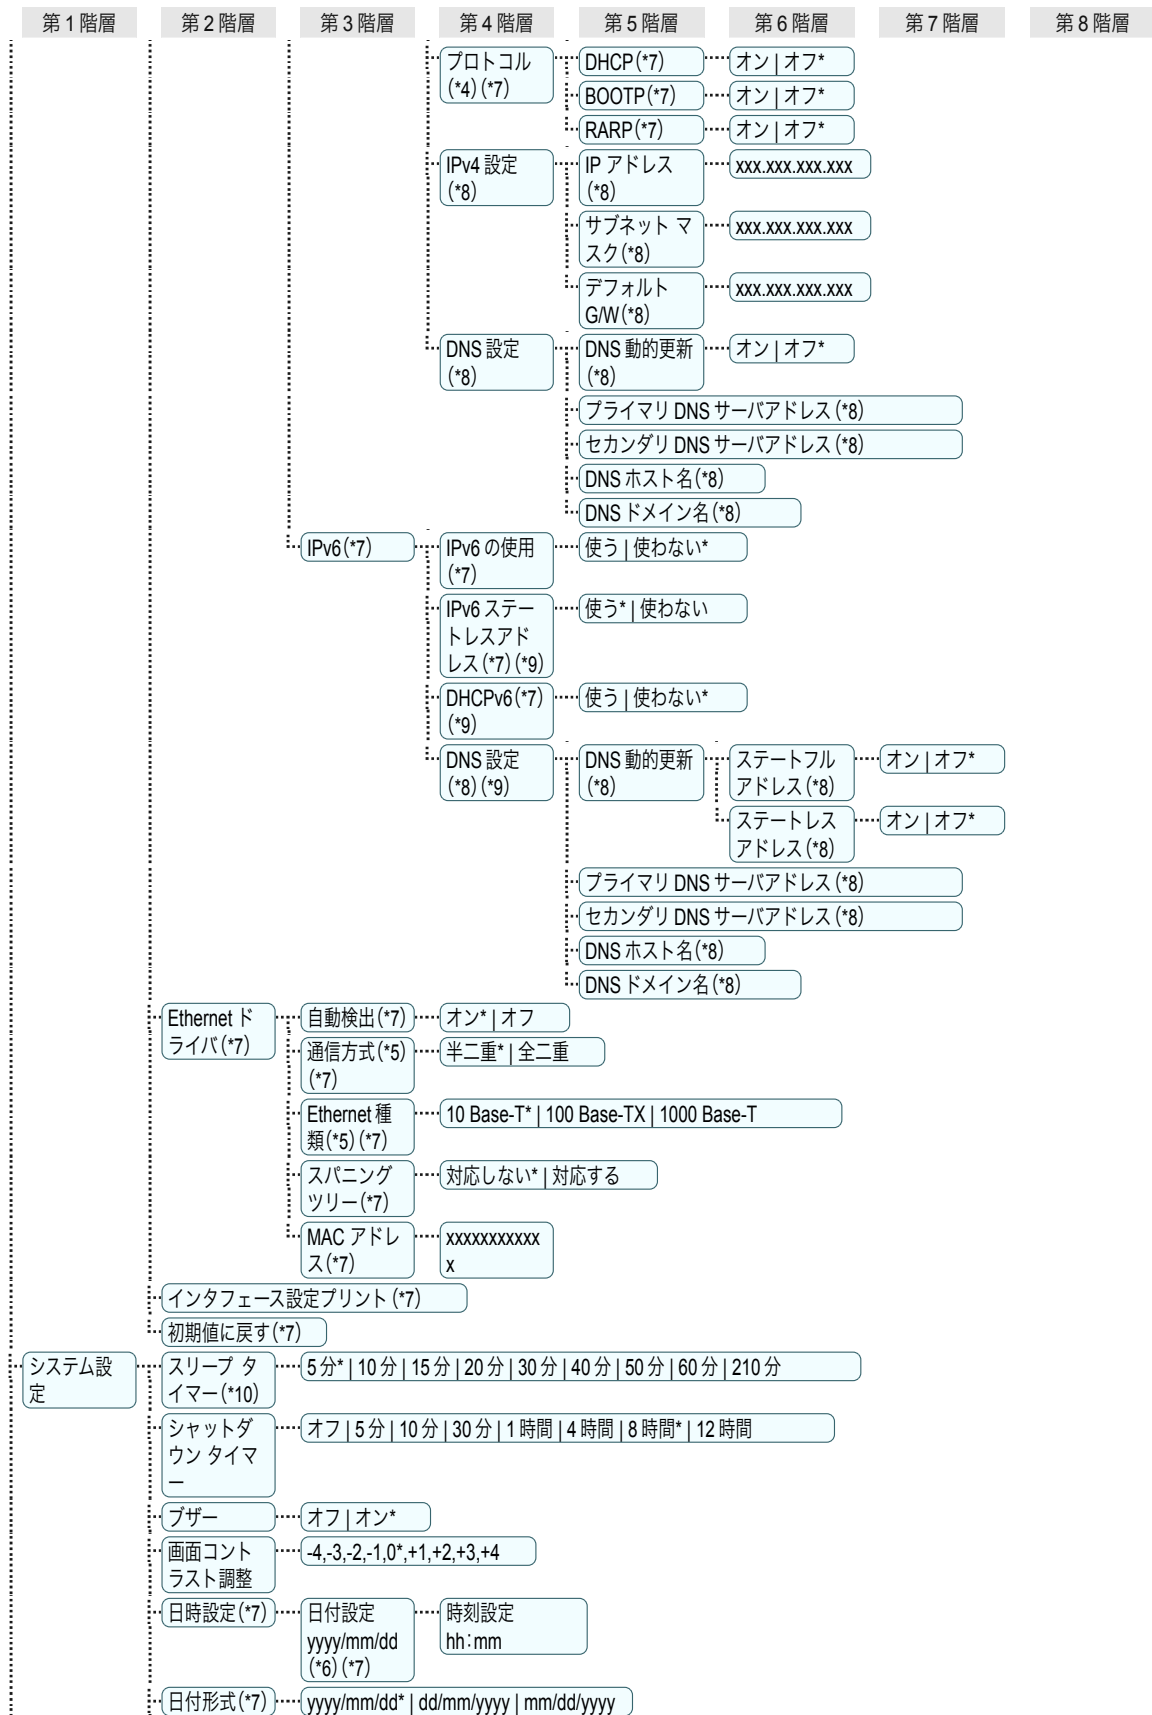 第 1 階層 第 2 階層 第 3 階層 第 4 階層 第 5 階層 第 6 階層 第 7 階層 第 8 階層
プロトコル
(*4)(*7)
DHCP(*7)
オン | オフ*
BOOTP(*7)
オン | オフ*
RARP(*7)
オン | オフ*
IPv4 設定
(*8)
IP アドレス
(*8)
xxx.xxx.xxx.xxx
サブネット マ
スク(*8)
xxx.xxx.xxx.xxx
デフォルト
G/W(*8)
xxx.xxx.xxx.xxx
DNS 設定
(*8)
DNS 動的更新
(*8)
オン | オフ*
プライマリ DNS サーバアドレス(*8)
セカンダリ DNS サーバアドレス(*8)
DNS ホスト名(*8)
DNS ドメイン名(*8)
IPv6(*7)
IPv6 の使用
(*7)
使う | 使わない*
IPv6 ステー
トレスアド
レス(*7)(*9)
使う* | 使わない
DHCPv6(*7)
(*9)
使う | 使わない*
DNS 設定
(*8)(*9)
DNS 動的更新
(*8)
ステートフル
アドレス(*8)
オン | オフ*
ステートレス
アドレス(*8)
オン | オフ*
プライマリ DNS サーバアドレス(*8)
セカンダリ DNS サーバアドレス(*8)
DNS ホスト名(*8)
DNS ドメイン名(*8)
Ethernet ド
ライバ(*7)
自動検出(*7)
オン* | オフ
通信方式(*5)
(*7)
半二重* | 全二重
Ethernet 種
類(*5)(*7)
10 Base-T* | 100 Base-TX | 1000 Base-T
スパニング
ツリー(*7)
対応しない* | 対応する
MAC アドレ
ス(*7)
xxxxxxxxxxx
x
インタフェース設定プリント(*7)
初期値に戻す(*7)
システム設
定
スリープ タ
イマー(*10)
5 分* | 10 分 | 15 分 | 20 分 | 30 分 | 40 分 | 50 分 | 60 分 | 210 分
シャットダ
ウン タイマ
ー
オフ | 5 分 | 10 分 | 30 分 | 1 時間 | 4 時間 | 8 時間* | 12 時間
ブザー
オフ | オン*
画面コント
ラスト調整
-4,-3,-2,-1,0*,+1,+2,+3,+4
日時設定(*7)
日付設定
yyyy/mm/dd
(*6)(*7)
時刻設定
hh:mm
日付形式(*7)
yyyy/mm/dd* | dd/mm/yyyy | mm/dd/yyyy